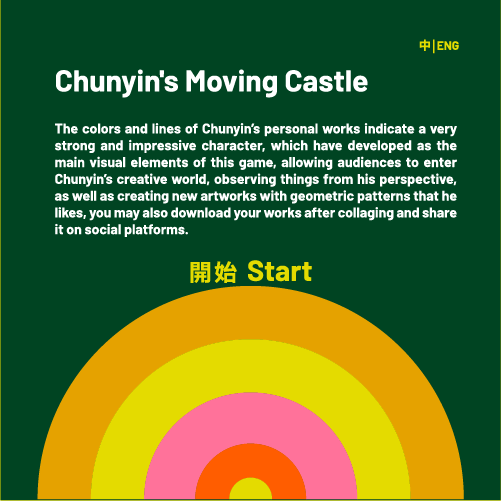 中|ENG
Chunyin's Moving Castle
The colors and lines of Chunyin's personal works indicate a very
strong and impressive character, which have developed as the
main visual elements of this game, allowing audiences to enter
Chunyin's creative world, observing things from his perspective,
as well as creating new artworks with geometric patterns that he
likes, you may also download your works after collaging and share
it on social platforms.
開始 Start